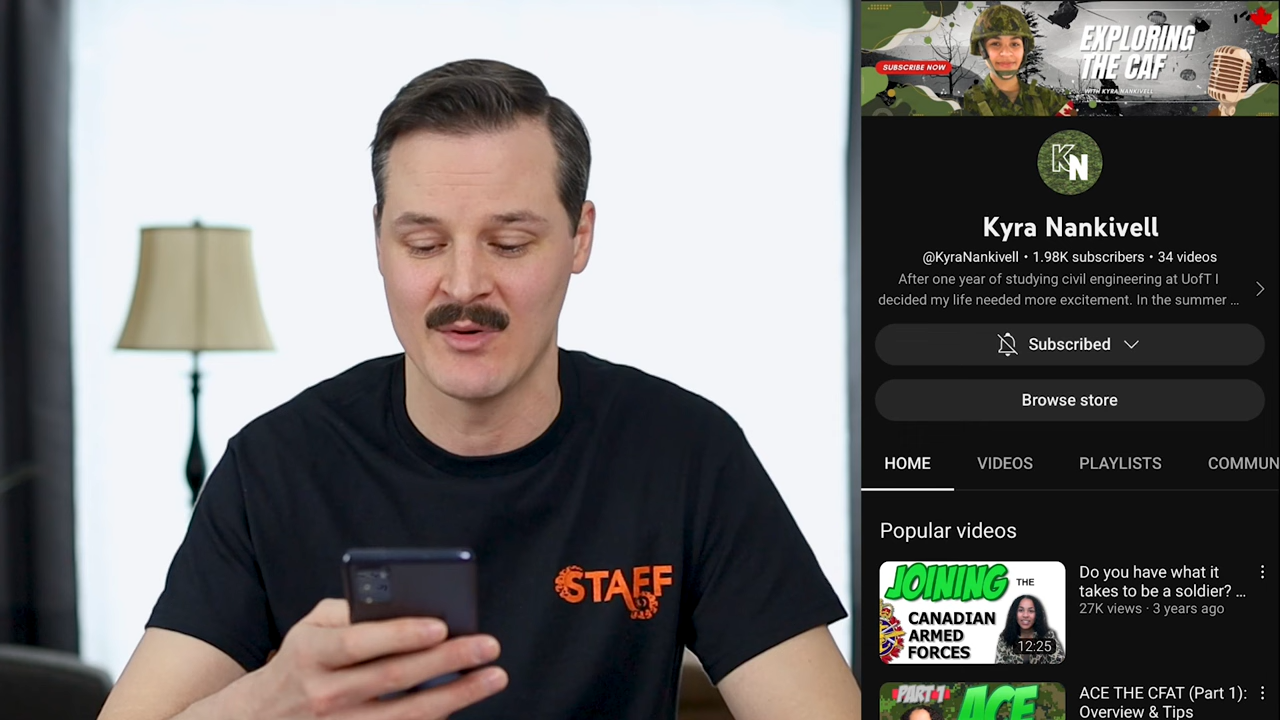 STAFF
EXPLORING
THE CAF
WITH KYRA NANKIVELL
SUBSCRIBE NOW
KN
Kyra Nankivell
@KyraNankivell • 1.98K subscribers • 34 videos
After one year of studying civil engineering at UofT I
decided my life needed more excitement. In the summer ...
Subscribed
Browse store
HOME VIDEOS PLAYLISTS COMMUN
Popular videos
JOINING THE
CANADIAN
ARMED
FORCES
12:25
Do you have what it
takes to be a soldier? ...
27K views · 3 years ago
PART 1
ACE
ACE THE CFAT (Part 1):
Overview & Tips